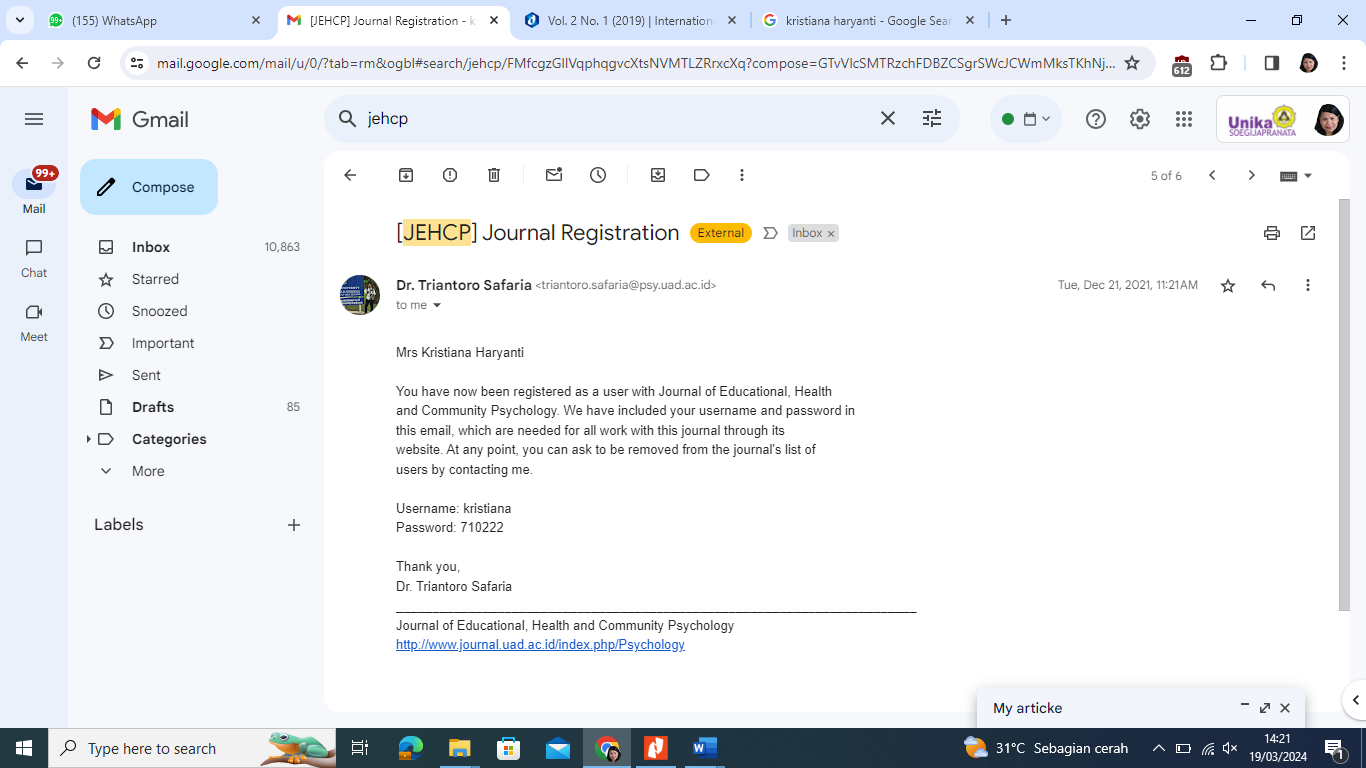 (155) WhatsApp
[JEHCP] Journal Registration - k
Vol. 2 No. 1 (2019) | Internation
kristiana haryanti - Google Sear
mail.google.com/mail/u/0/?tab=rm&ogbl#search/jehcp/FMfcgzGllVqphqgvcXtsNVMTLZRrxcXq?compose=GTvVlcSMTRzchFDBZCSgrSWcJCWmMksTKhNj...
612
Gmail
jehcp
Unika
SOEGIJAPRANATA
99+
Mail
Chat
Meet
Compose
Inbox 10,863
Starred
Snoozed
Important
Sent
Drafts 85
Categories
More
Labels
5 of 6
[JEHCP] Journal Registration External Inbox
Dr. Triantoro Safaria <triantoro.safaria@psy.uad.ac.id> Tue, Dec 21, 2021, 11:21AM
to me
Mrs Kristiana Haryanti
You have now been registered as a user with Journal of Educational, Health
and Community Psychology. We have included your username and password in
this email, which are needed for all work with this journal through its
website. At any point, you can ask to be removed from the journal's list of
users by contacting me.
Username: kristiana
Password: 710222
Thank you,
Dr. Triantoro Safaria
Journal of Educational, Health and Community Psychology
http://www.journal.uad.ac.id/index.php/Psychology
My articke
Type here to search
31°C Sebagian cerah
14:21
19/03/2024
1